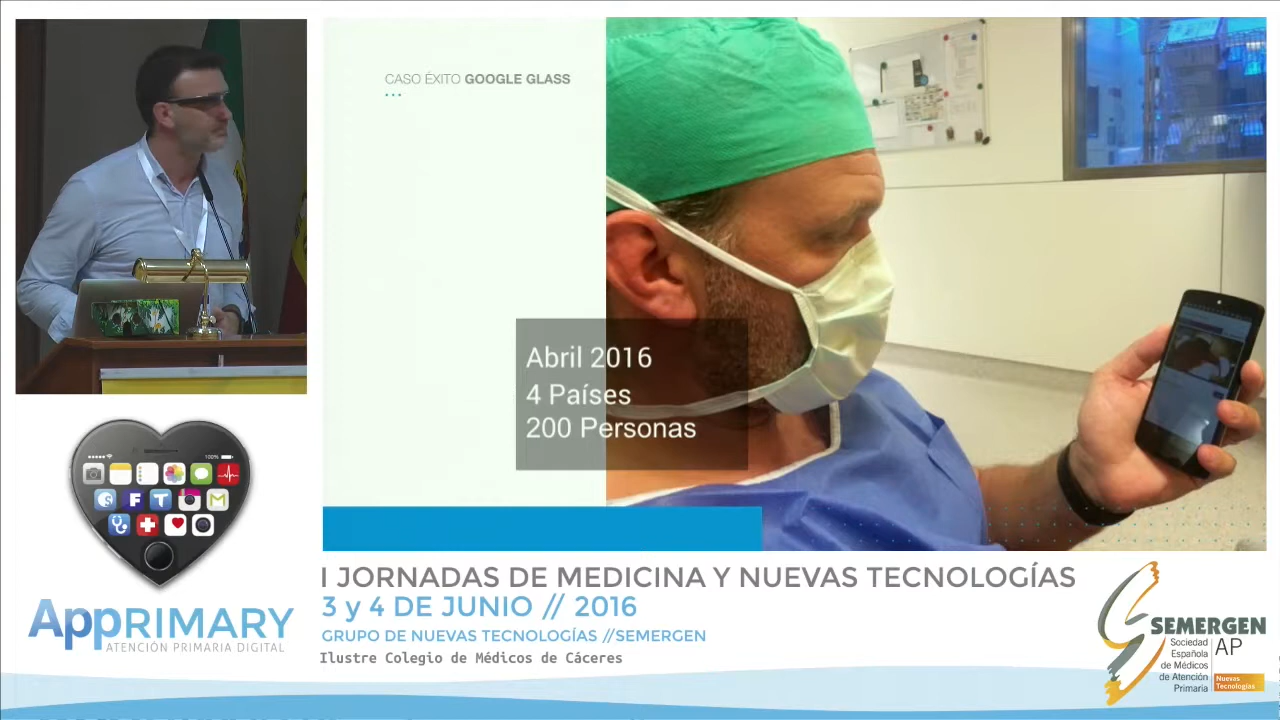 CASO ÉXITO GOOGLE GLASS
Abril 2016
4 Países
200 Personas
100%
F
T
M
AppRIMARY
ATENCIÓN PRIMARIA DIGITAL
I JORNADAS DE MEDICINA Y NUEVAS TECNOLOGÍAS
3 y 4 DE JUNIO // 2016
GRUPO DE NUEVAS TECNOLOGÍAS //SEMERGEN
Ilustre Colegio de Médicos de Cáceres
SEMERGEN
Sociedad
Española
de Médicos
de Atención
Primaria
AP
Nuevas
Tecnologías